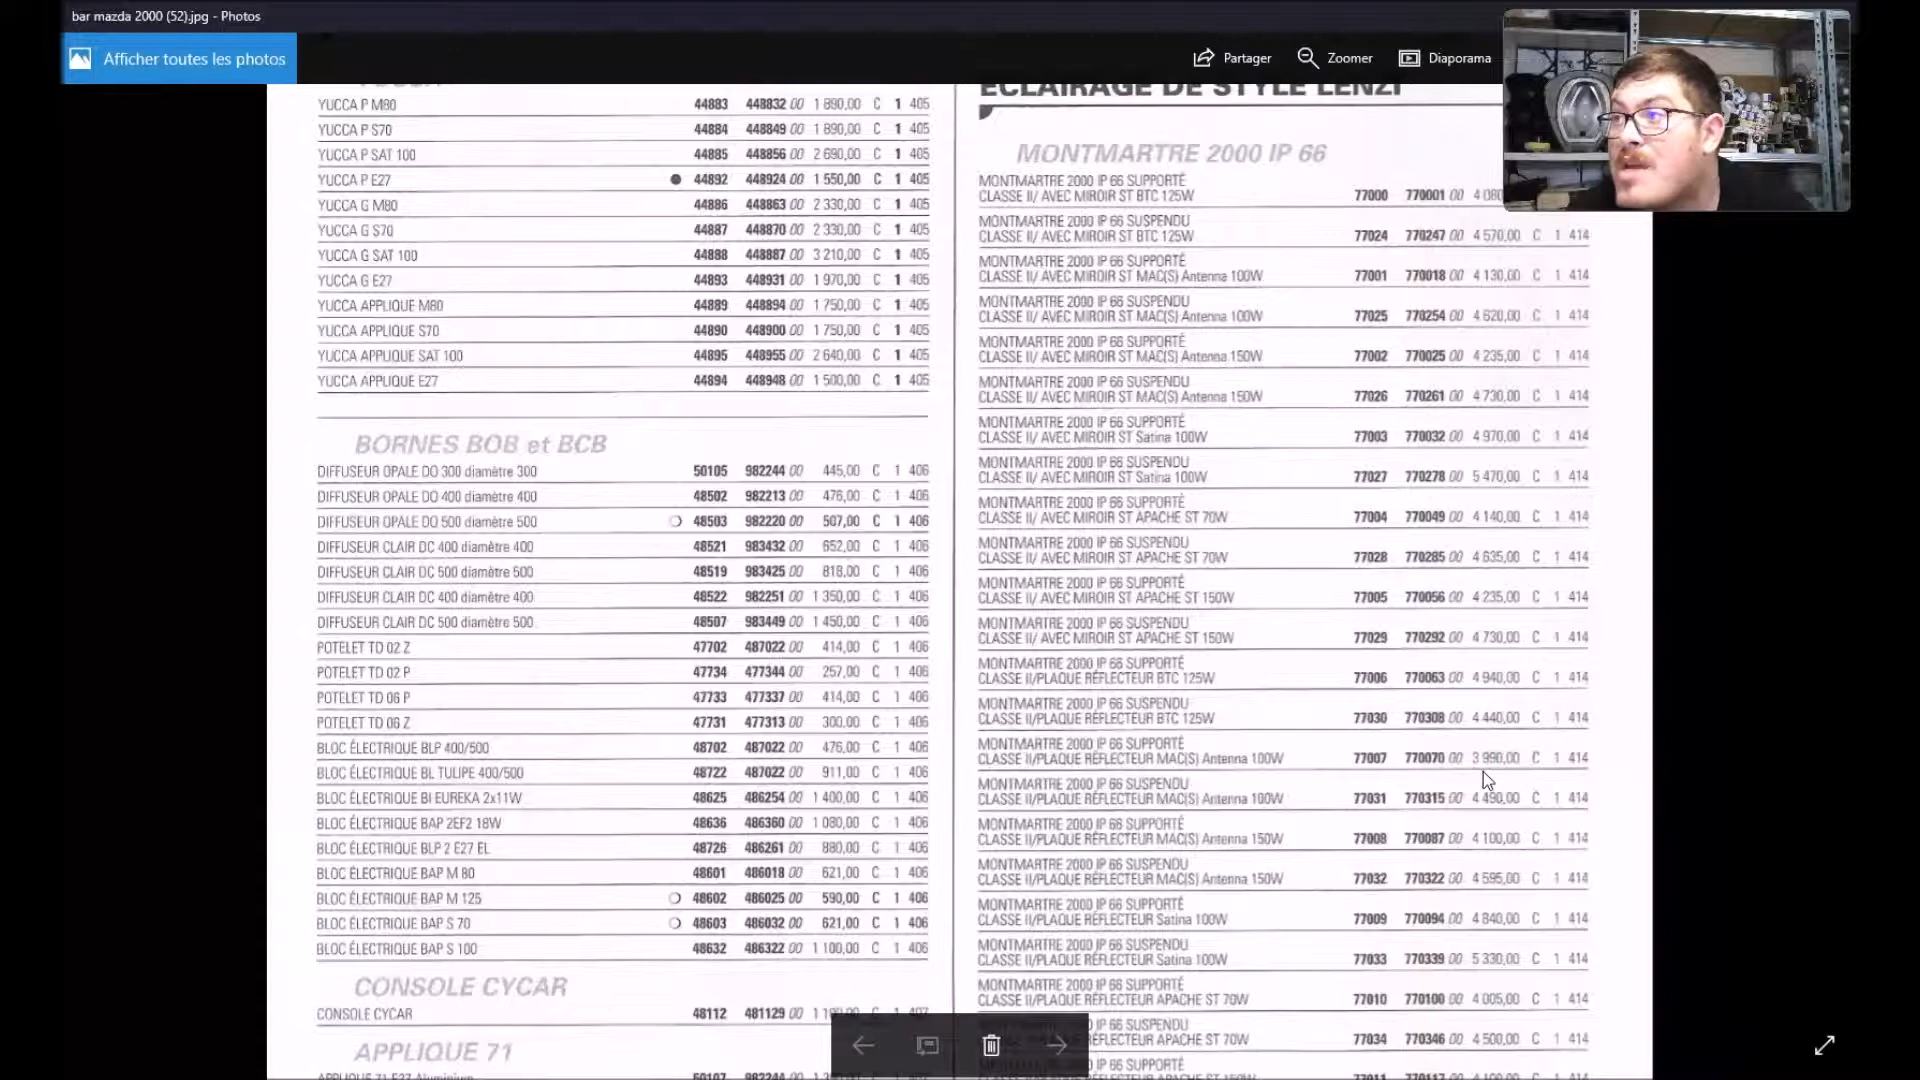 bar mazda 2000 (52).jpg - Photos
Afficher toutes les photos
Partager
Zoomer
Diaporama
YUCCA P M80 44883 448832 00 1 890,00 C 1 405
YUCCA P S70 44884 448849 00 1 890,00 C 1 405
YUCCA P SAT 100 44885 448856 00 2 690,00 C 1 405
YUCCA P E27 44892 448924 00 1 550,00 C 1 405
YUCCA G M80 44886 448863 00 2 330,00 C 1 405
YUCCA G S70 44887 448870 00 2 330,00 C 1 405
YUCCA G SAT 100 44888 448887 00 3 210,00 C 1 405
YUCCA G E27 44893 448931 00 1 970,00 C 1 405
YUCCA APPLIQUE M80 44889 448894 00 1 750,00 C 1 405
YUCCA APPLIQUE S70 44890 448900 00 1 750,00 C 1 405
YUCCA APPLIQUE SAT 100 44895 448955 00 2 640,00 C 1 405
YUCCA APPLIQUE E27 44894 448948 00 1 500,00 C 1 405
BORNES BOB et BCB
DIFFUSEUR OPALE DO 300 diamètre 300 50105 982244 00 445,00 C 1 406
DIFFUSEUR OPALE DO 400 diamètre 400 48502 982213 00 476,00 C 1 406
DIFFUSEUR OPALE DO 500 diamètre 500 48503 982220 00 507,00 C 1 406
DIFFUSEUR CLAIR DC 400 diamètre 400 48521 983432 00 652,00 C 1 406
DIFFUSEUR CLAIR DC 500 diamètre 500 48519 983425 00 818,00 C 1 406
DIFFUSEUR CLAIR DC 400 diamètre 400 48522 982251 00 1 350,00 C 1 406
DIFFUSEUR CLAIR DC 500 diamètre 500 48507 983449 00 1 450,00 C 1 406
POTELET TD 02 Z 47702 487022 00 414,00 C 1 406
POTELET TD 02 P 47734 477344 00 257,00 C 1 406
POTELET TD 06 P 47733 477337 00 414,00 C 1 406
POTELET TD 06 Z 47731 477313 00 300,00 C 1 406
BLOC ÉLECTRIQUE BLP 400/500 48702 487022 00 476,00 C 1 406
BLOC ÉLECTRIQUE BL TULIPE 400/500 48722 487022 00 911,00 C 1 406
BLOC ÉLECTRIQUE BI EUREKA 2x11W 48625 486254 00 1 400,00 C 1 406
BLOC ÉLECTRIQUE BAP 2EF2 18W 48636 486360 00 1 080,00 C 1 406
BLOC ÉLECTRIQUE BLP 2 E27 EL 48726 486261 00 880,00 C 1 406
BLOC ÉLECTRIQUE BAP M 80 48601 486018 00 621,00 C 1 406
BLOC ÉLECTRIQUE BAP M 125 48602 486025 00 590,00 C 1 406
BLOC ÉLECTRIQUE BAP S 70 48603 486032 00 621,00 C 1 406
BLOC ÉLECTRIQUE BAP S 100 48632 486322 00 1 100,00 C 1 406
CONSOLE CYCAR
CONSOLE CYCAR 48112 481129 00
APPLIQUE 71
APPLIQUE 71 E27 Aluminium 50107 982244 00
ECLAIRAGE DE STYLE LENZI
MONTMARTRE 2000 IP 66
MONTMARTRE 2000 IP 66 SUPPORTÉ
CLASSE II/ AVEC MIROIR ST BTC 125W 77000 770001 00 4 080
MONTMARTRE 2000 IP 66 SUSPENDU
CLASSE II/ AVEC MIROIR ST BTC 125W 77024 770247 00 4 570,00 C 1 414
MONTMARTRE 2000 IP 66 SUPPORTÉ
CLASSE II/ AVEC MIROIR ST MAC(S) Antenna 100W 77001 770018 00 4 130,00 C 1 414
MONTMARTRE 2000 IP 66 SUSPENDU
CLASSE II/ AVEC MIROIR ST MAC(S) Antenna 100W 77025 770254 00 4 620,00 C 1 414
MONTMARTRE 2000 IP 66 SUPPORTÉ
CLASSE II/ AVEC MIROIR ST MAC(S) Antenna 150W 77002 770025 00 4 235,00 C 1 414
MONTMARTRE 2000 IP 66 SUSPENDU
CLASSE II/ AVEC MIROIR ST MAC(S) Antenna 150W 77026 770261 00 4 730,00 C 1 414
MONTMARTRE 2000 IP 66 SUPPORTÉ
CLASSE II/ AVEC MIROIR ST Satina 100W 77003 770032 00 4 970,00 C 1 414
MONTMARTRE 2000 IP 66 SUSPENDU
CLASSE II/ AVEC MIROIR ST Satina 100W 77027 770278 00 5 470,00 C 1 414
MONTMARTRE 2000 IP 66 SUPPORTÉ
CLASSE II/ AVEC MIROIR ST APACHE ST 70W 77004 770049 00 4 140,00 C 1 414
MONTMARTRE 2000 IP 66 SUSPENDU
CLASSE II/ AVEC MIROIR ST APACHE ST 70W 77028 770285 00 4 635,00 C 1 414
MONTMARTRE 2000 IP 66 SUPPORTÉ
CLASSE II/ AVEC MIROIR ST APACHE ST 150W 77005 770056 00 4 235,00 C 1 414
MONTMARTRE 2000 IP 66 SUSPENDU
CLASSE II/ AVEC MIROIR ST APACHE ST 150W 77029 770292 00 4 730,00 C 1 414
MONTMARTRE 2000 IP 66 SUPPORTÉ
CLASSE II/PLAQUE RÉFLECTEUR BTC 125W 77006 770063 00 4 940,00 C 1 414
MONTMARTRE 2000 IP 66 SUSPENDU
CLASSE II/PLAQUE RÉFLECTEUR BTC 125W 77030 770308 00 4 440,00 C 1 414
MONTMARTRE 2000 IP 66 SUPPORTÉ
CLASSE II/PLAQUE RÉFLECTEUR MAC(S) Antenna 100W 77007 770070 00 3 990,00 C 1 414
MONTMARTRE 2000 IP 66 SUSPENDU
CLASSE II/PLAQUE RÉFLECTEUR MAC(S) Antenna 100W 77031 770315 00 4 490,00 C 1 414
MONTMARTRE 2000 IP 66 SUPPORTÉ
CLASSE II/PLAQUE RÉFLECTEUR MAC(S) Antenna 150W 77008 770087 00 4 100,00 C 1 414
MONTMARTRE 2000 IP 66 SUSPENDU
CLASSE II/PLAQUE RÉFLECTEUR MAC(S) Antenna 150W 77032 770322 00 4 595,00 C 1 414
MONTMARTRE 2000 IP 66 SUPPORTÉ
CLASSE II/PLAQUE RÉFLECTEUR Satina 100W 77009 770094 00 4 840,00 C 1 414
MONTMARTRE 2000 IP 66 SUSPENDU
CLASSE II/PLAQUE RÉFLECTEUR Satina 100W 77033 770339 00 5 330,00 C 1 414
MONTMARTRE 2000 IP 66 SUPPORTÉ
CLASSE II/PLAQUE RÉFLECTEUR APACHE ST 70W 77010 770100 00 4 005,00 C 1 414
IP 66 SUSPENDU
RÉFLECTEUR APACHE ST 70W 77034 770346 00 4 500,00 C 1 414
IP 66 SUPPORTÉ